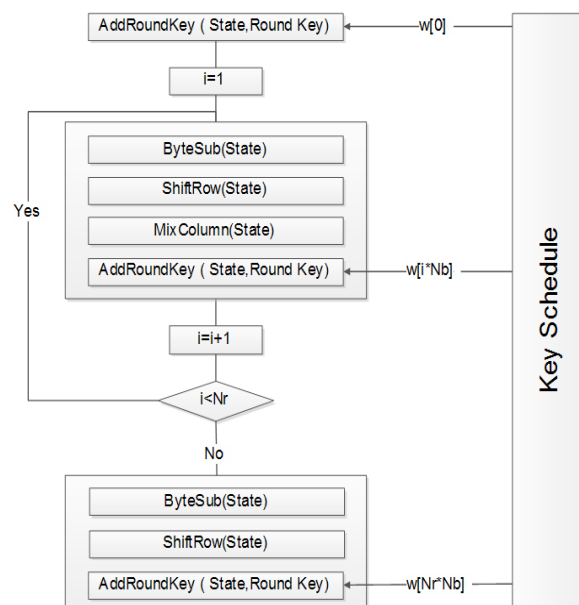 AddRoundKey ( State,Round Key)
w[0]
i=1
ByteSub(State)
ShiftRow(State)
Yes
MixColumn(State)
AddRoundKey ( State,Round Key)
w[i*Nb]
Key Schedule
i=i+1
i<Nr
No
ByteSub(State)
ShiftRow(State)
AddRoundKey ( State,Round Key)
w[Nr*Nb]